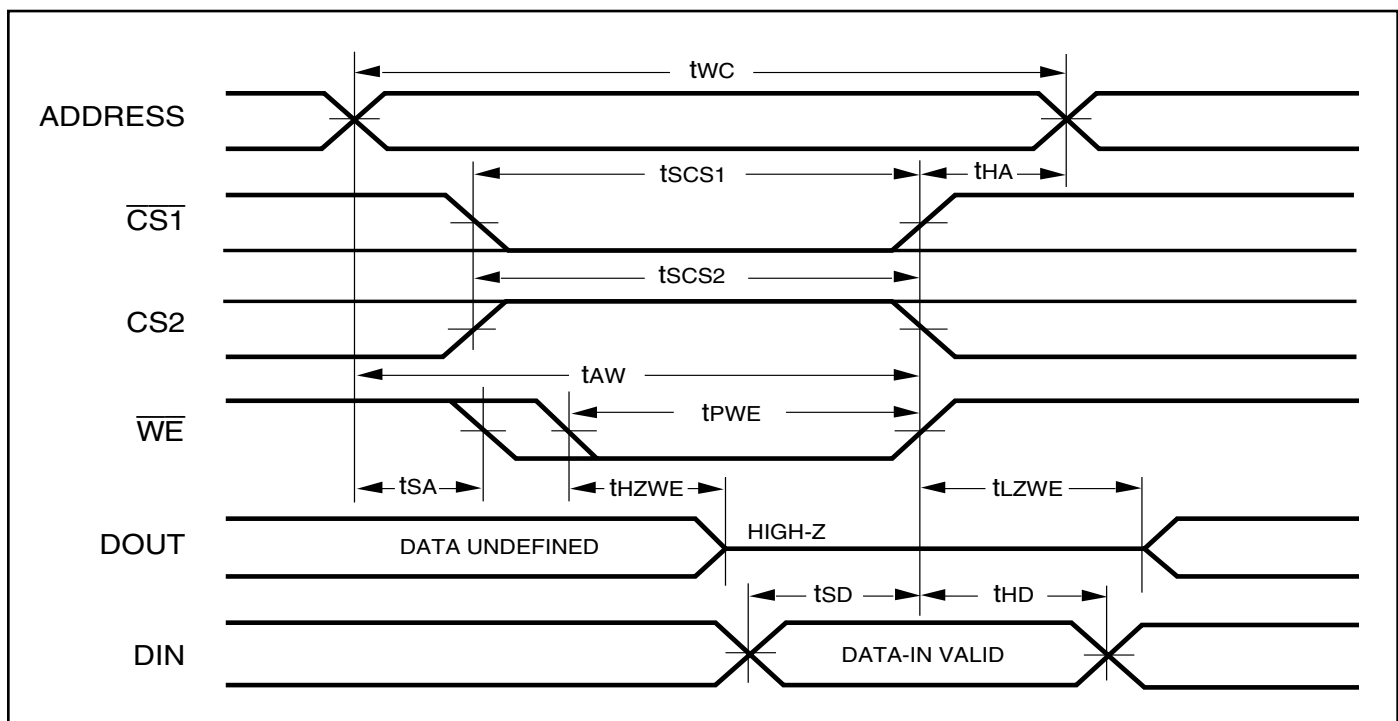 tWC
ADDRESS
tSCS1
tHA
CS1
tSCS2
CS2
tAW
WE
tPWE
tSA
tHZWE
tLZWE
DOUT
DATA UNDEFINED
HIGH-Z
tSD
tHD
DIN
DATA-IN VALID